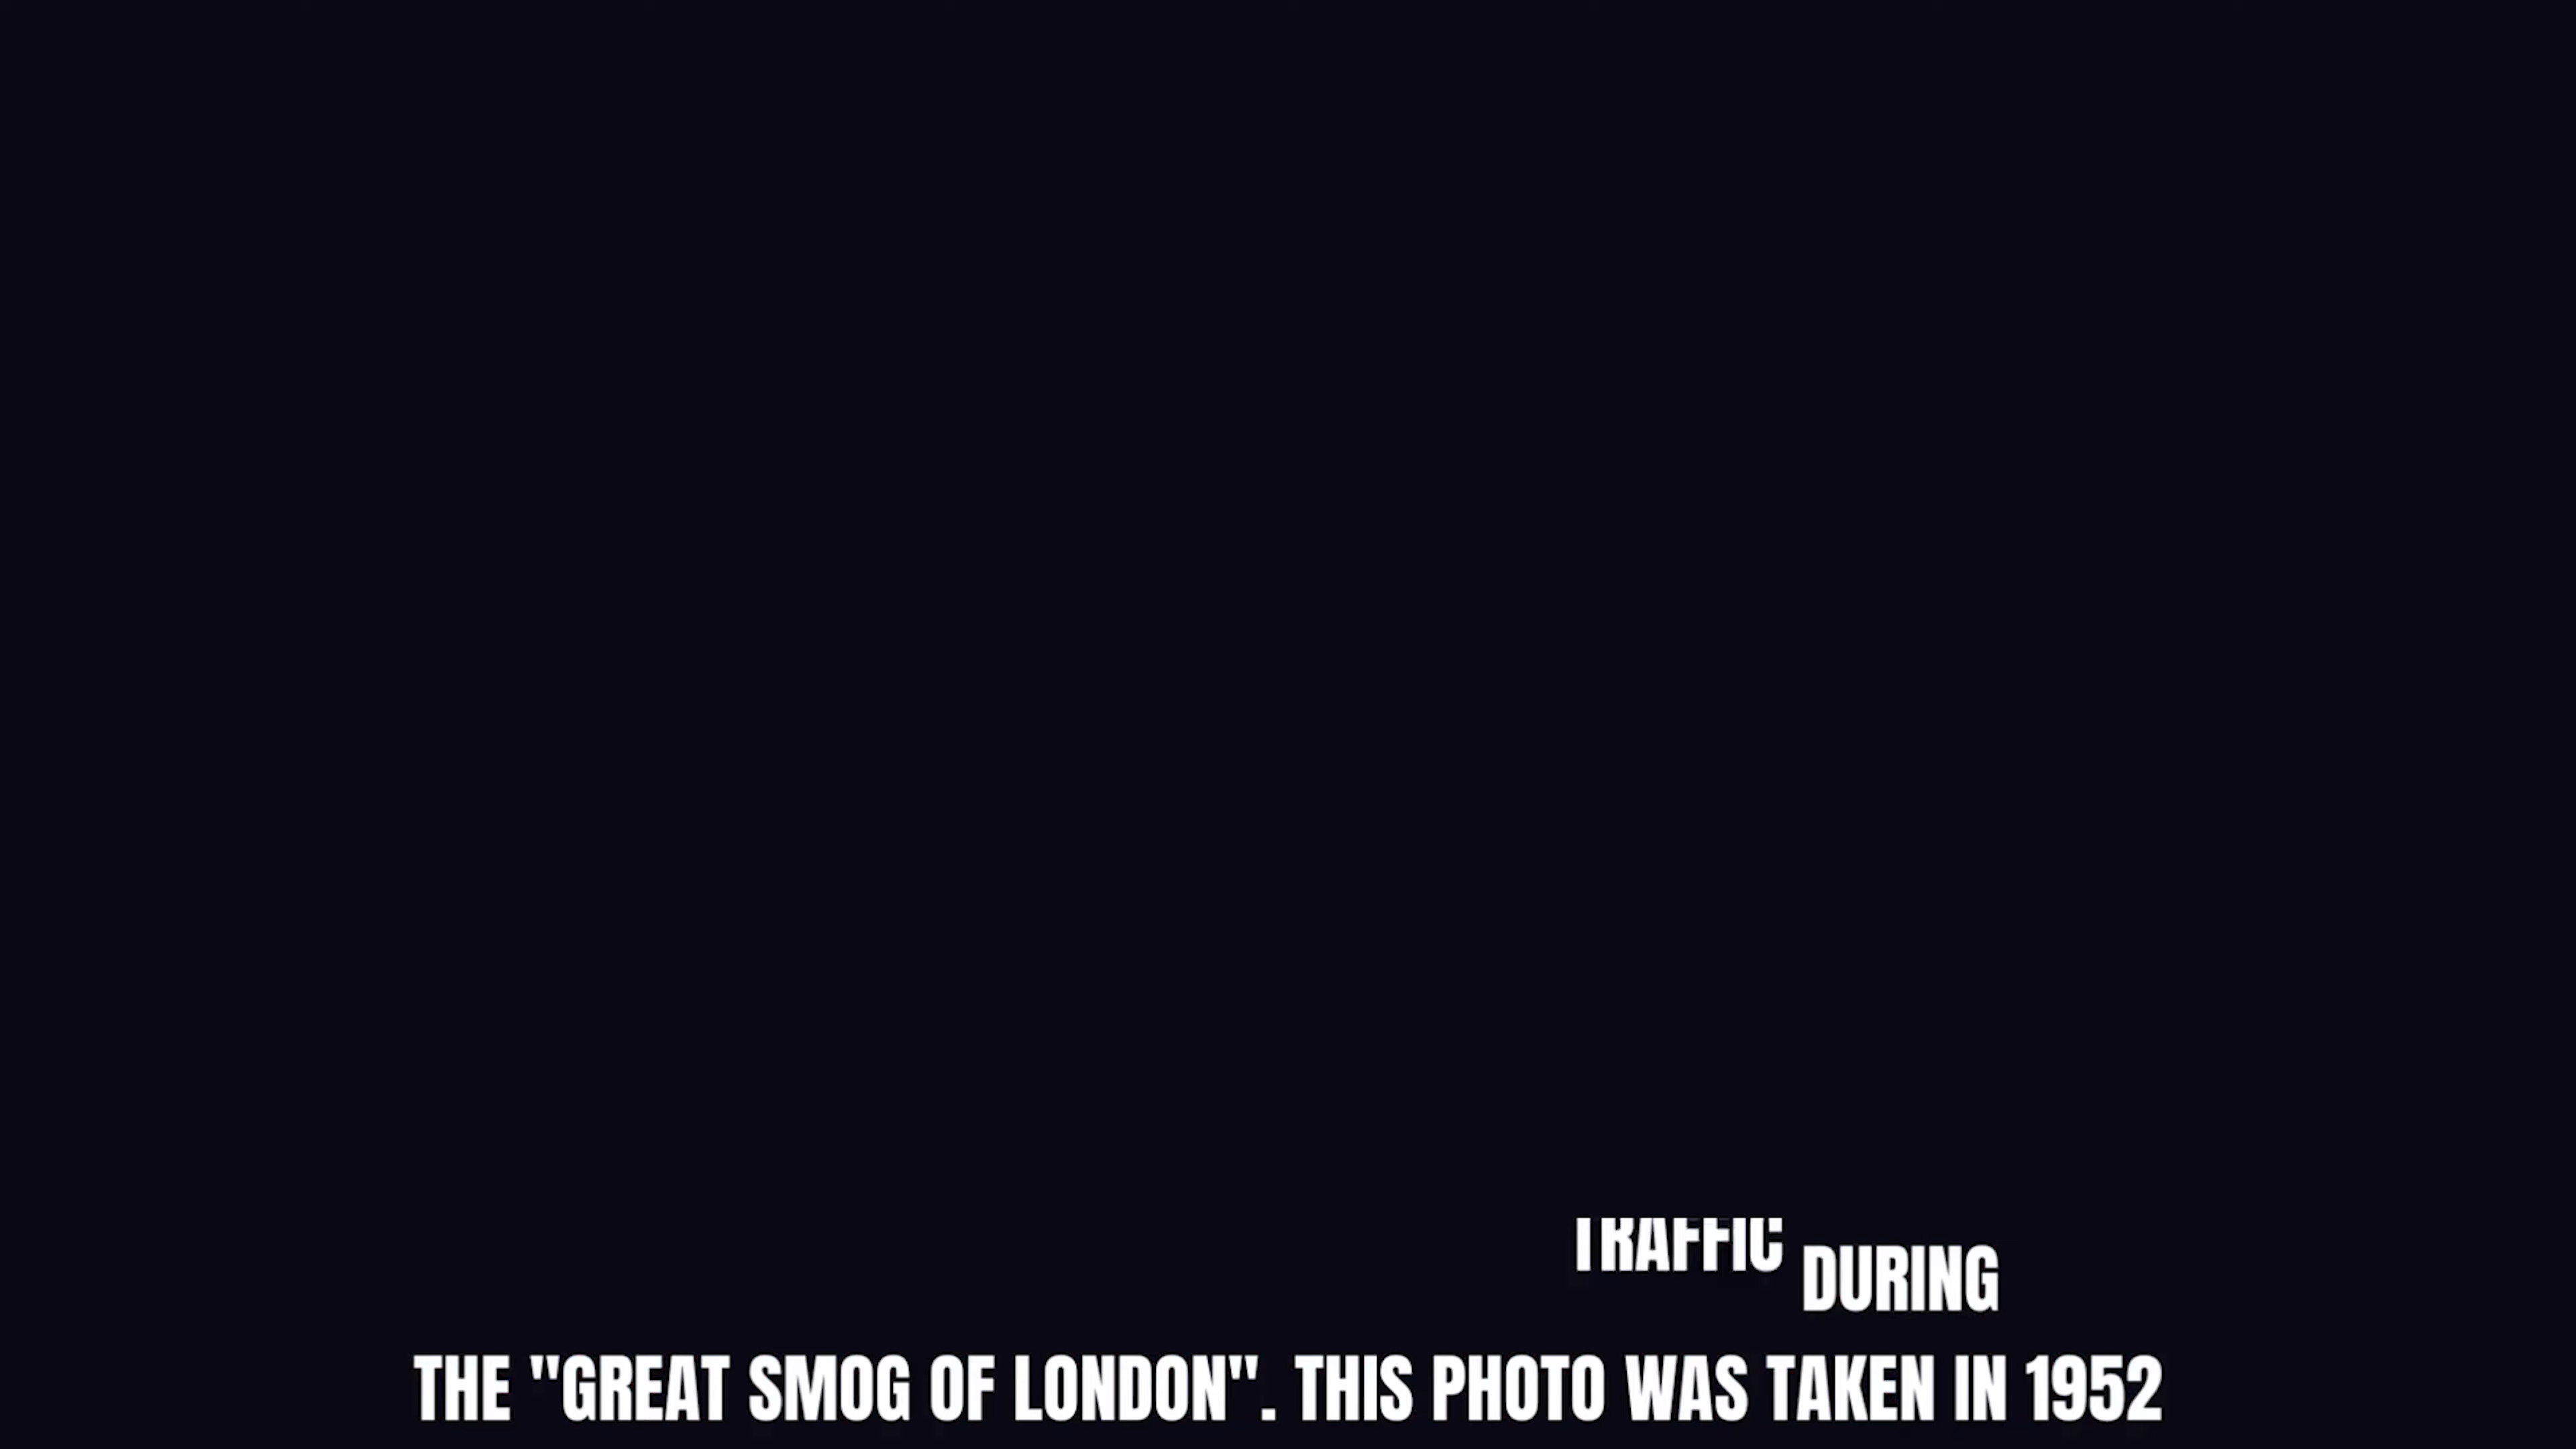 TRAFFIC DURING
THE "GREAT SMOG OF LONDON". THIS PHOTO WAS TAKEN IN 1952